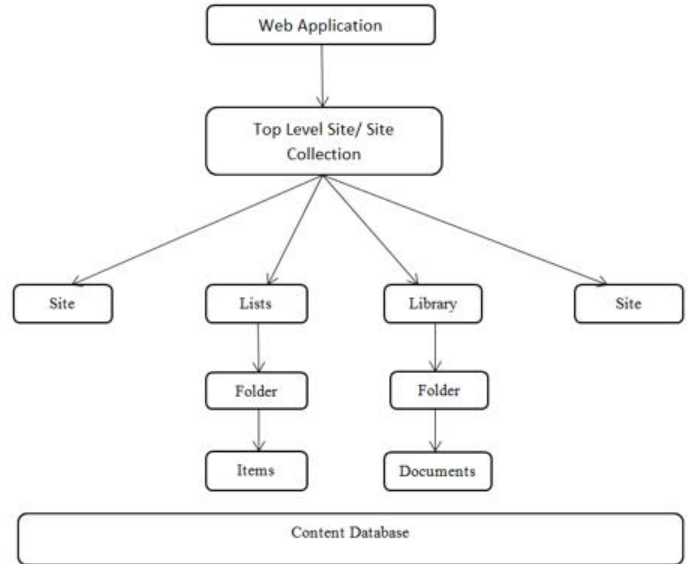 Web Application
Top Level Site/ Site
Collection
Site
Lists
Library
Site
Folder
Folder
Items
Documents
Content Database